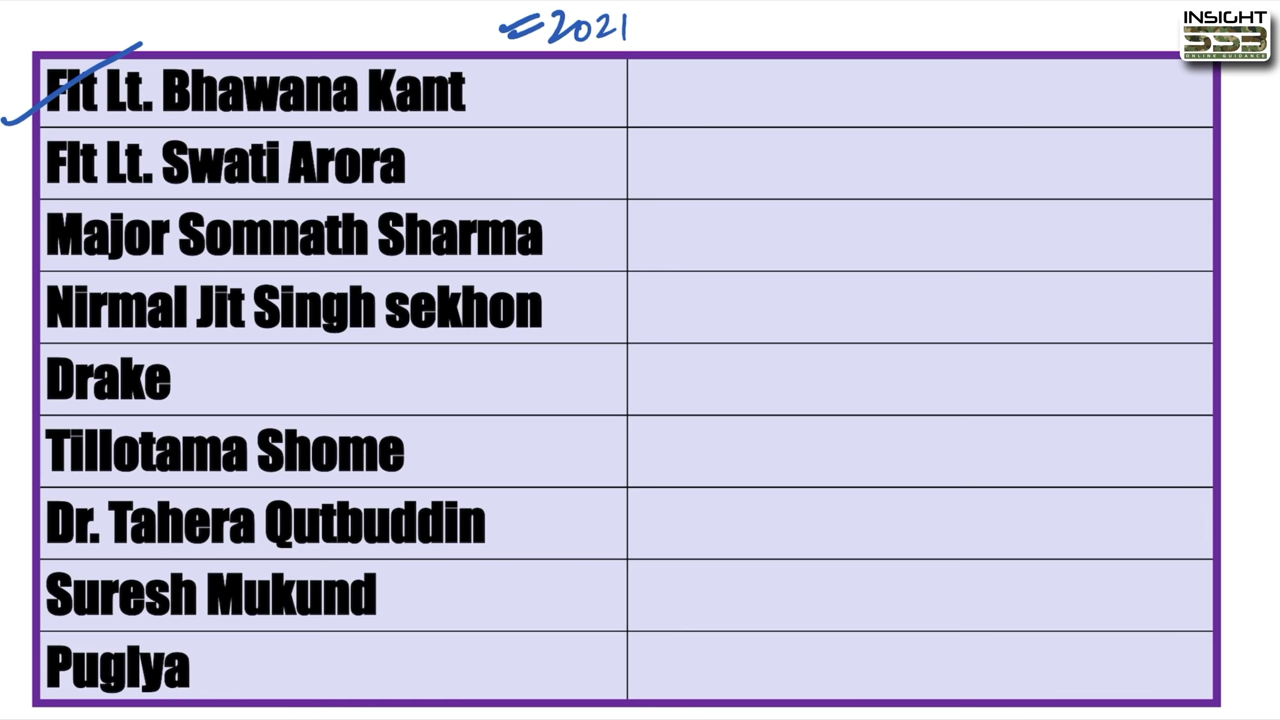 =2021
INSIGHT
SSB
ONLINE GUIDANCE
Flt Lt. Bhawana Kant
Flt Lt. Swati Arora
Major Somnath Sharma
Nirmal Jit Singh sekhon
Drake
Tillotama Shome
Dr. Tahera Qutbuddin
Suresh Mukund
Puglya